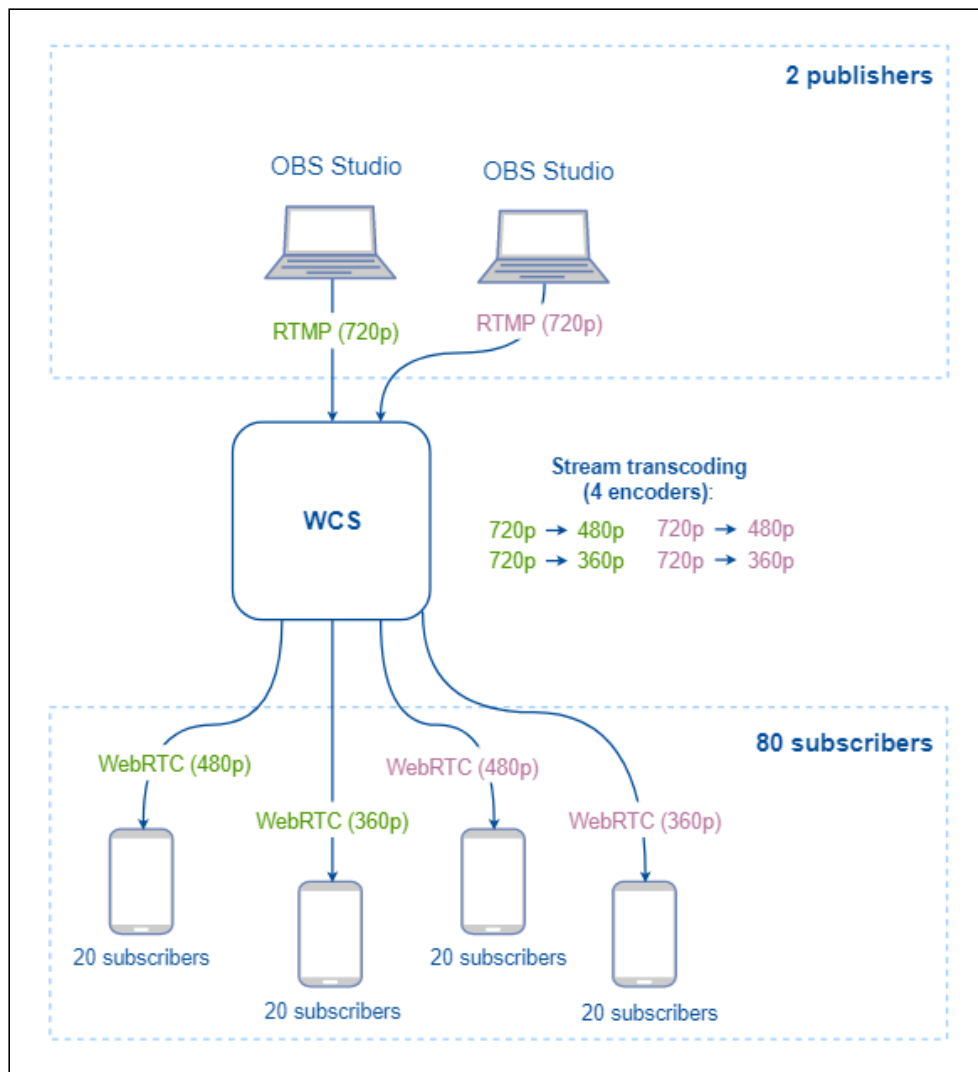 2 publishers
OBS Studio
OBS Studio
RTMP (720p)
RTMP (720p)
WCS
Stream transcoding
(4 encoders):
720p → 480p 720p → 480p
720p → 360p 720p → 360p
80 subscribers
WebRTC (480p)
WebRTC (480p)
WebRTC (360p)
WebRTC (360p)
20 subscribers
20 subscribers
20 subscribers
20 subscribers